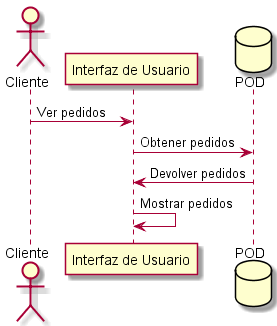 Cliente
Interfaz de Usuario
POD
Ver pedidos
Obtener pedidos
Devolver pedidos
Mostrar pedidos
Cliente
Interfaz de Usuario
POD